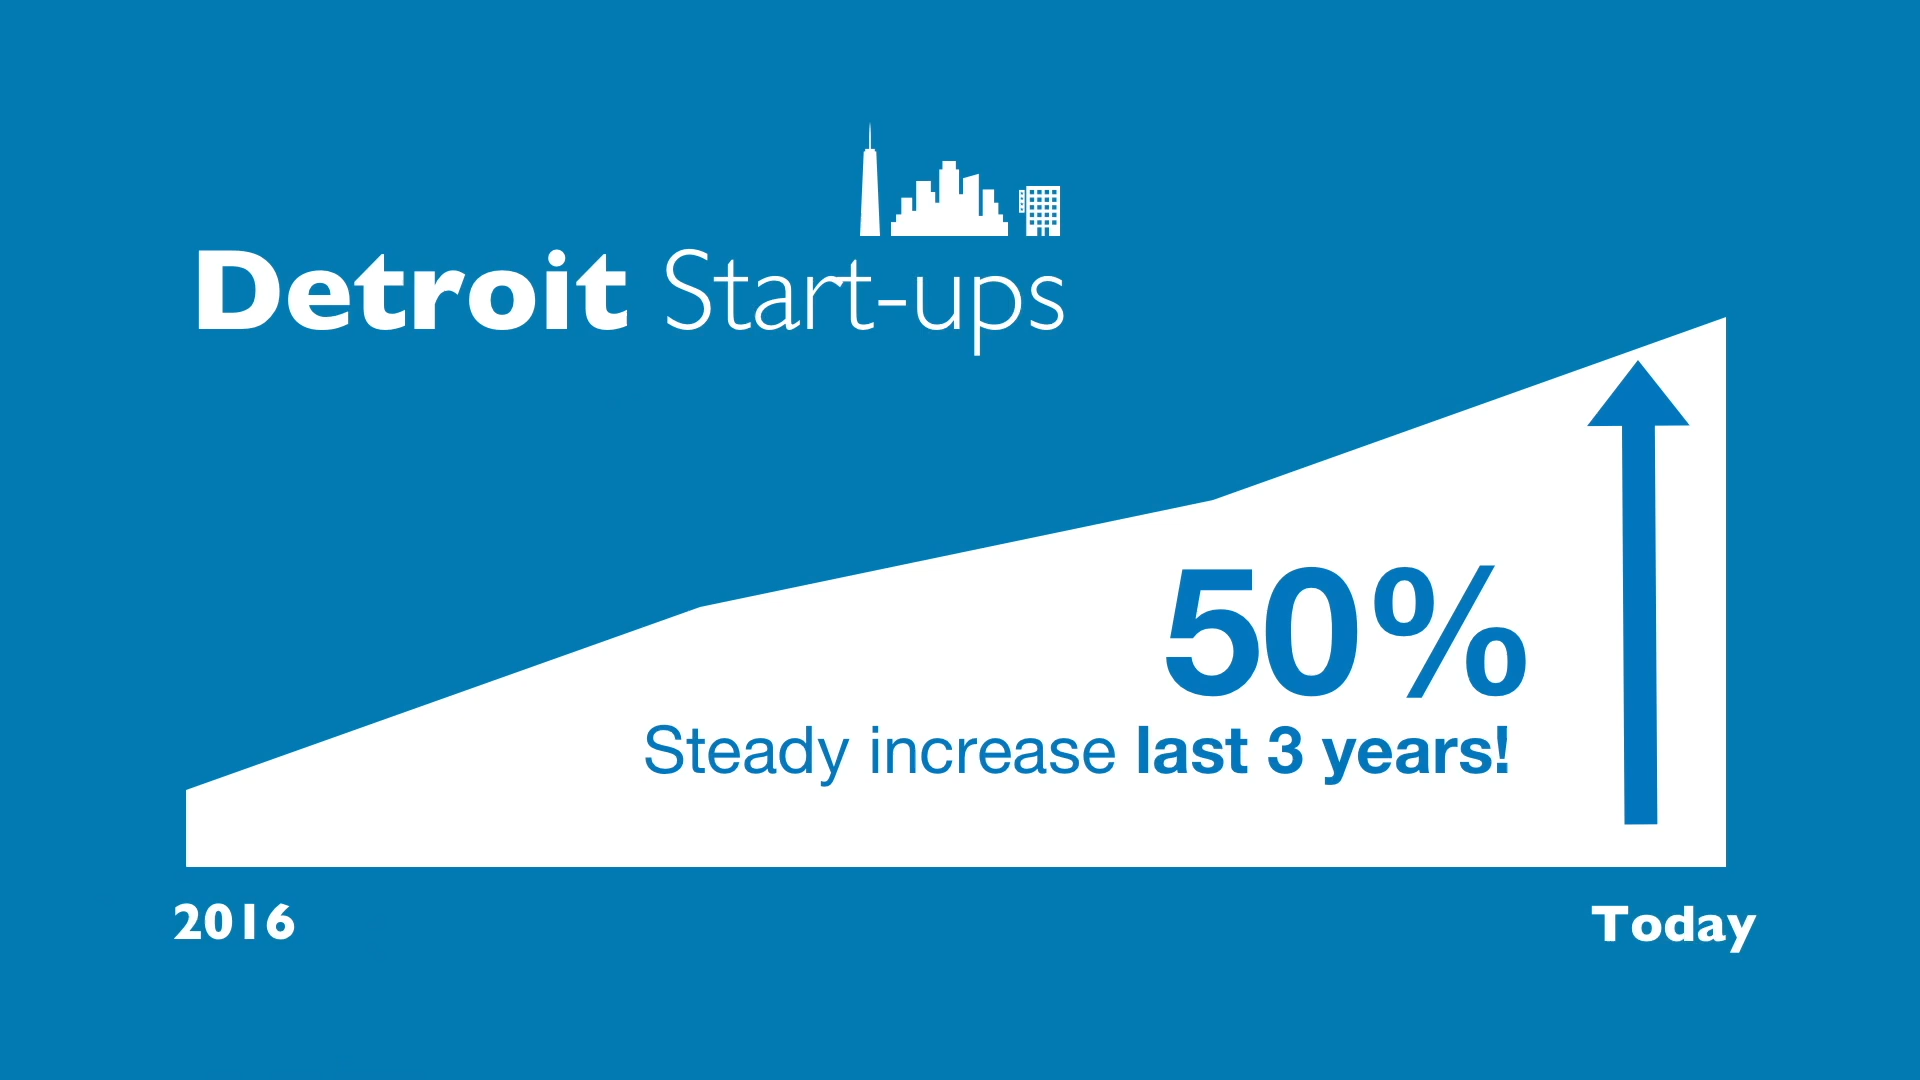 Detroit Start-ups
50%
Steady increase last 3 years!
2016
Today